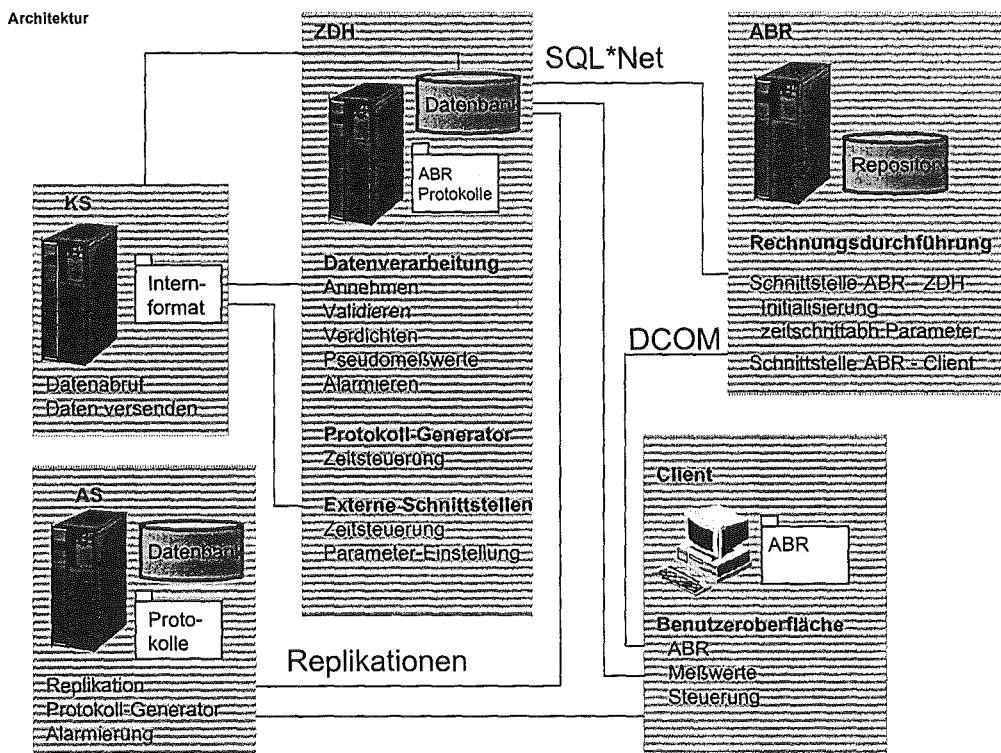 Architektur
ZDH
Datenbank
ABR
Protokolle
Datenverarbeitung
Annehmen
Validieren
Verdichten
Pseudomeßwerte
Alarmieren
Protokoll-Generator
Zeitsteuerung
Externe Schnittstellen
Zeitsteuerung
Parameter-Einstellung
SQL*Net
ABR
Repository
Rechnungsdurchführung
Schnittstelle ABR - ZDH
Initialisierung
zeitschrittabh.Parameter
Schnittstelle ABR - Client
DCOM
KS
Intern-
format
Datenabruf
Daten versenden
AS
Datenbank
Proto-
kolle
Replikation
Protokoll-Generator
Alarmierung
Replikationen
Client
ABR
Benutzeroberfläche
ABR
Meßwerte
Steuerung